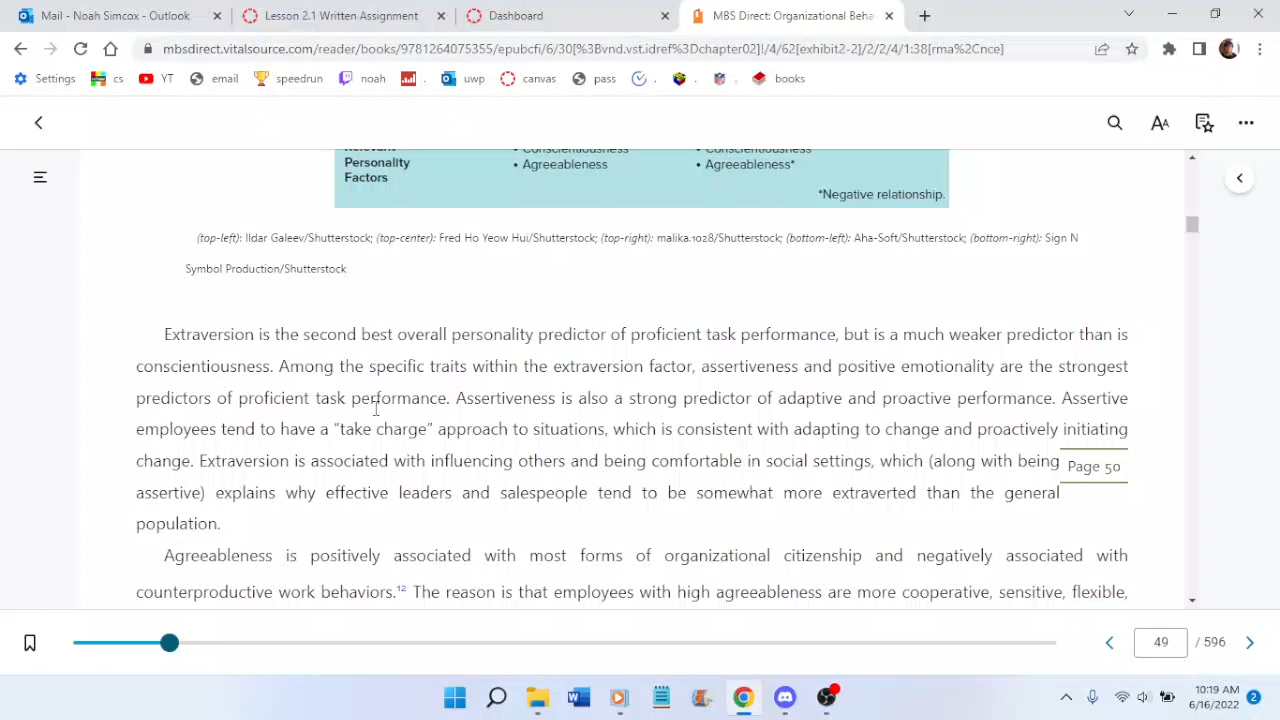 Mail - Noah Simcox - Outlook
Lesson 2.1 Written Assignment
Dashboard
MBS Direct: Organizational Beha
mbsdirect.vitalsource.com/reader/books/9781264075355/epubcfi/6/30[%3Bvnd.vst.idref%3Dchapter02]!/4/62[exhibit2-2]/2/2/4/1:38[rma%2Cnce]
Settings cs YT email speedrun noah . uwp canvas pass . . . books
AA
Relevant
Personality
Factors
• Conscientiousness
• Agreeableness
• Conscientiousness
• Agreeableness*
*Negative relationship.
(top-left): Ildar Galeev/Shutterstock; (top-center): Fred Ho Yeow Hui/Shutterstock; (top-right): malika.1028/Shutterstock; (bottom-left): Aha-Soft/Shutterstock; (bottom-right): Sign N
Symbol Production/Shutterstock
Extraversion is the second best overall personality predictor of proficient task performance, but is a much weaker predictor than is
conscientiousness. Among the specific traits within the extraversion factor, assertiveness and positive emotionality are the strongest
predictors of proficient task performance. Assertiveness is also a strong predictor of adaptive and proactive performance. Assertive
employees tend to have a “take charge” approach to situations, which is consistent with adapting to change and proactively initiating
change. Extraversion is associated with influencing others and being comfortable in social settings, which (along with being
Page 50
assertive) explains why effective leaders and salespeople tend to be somewhat more extraverted than the general
population.
Agreeableness is positively associated with most forms of organizational citizenship and negatively associated with
counterproductive work behaviors.12 The reason is that employees with high agreeableness are more cooperative, sensitive, flexible,
49 / 596
10:19 AM
6/16/2022
2